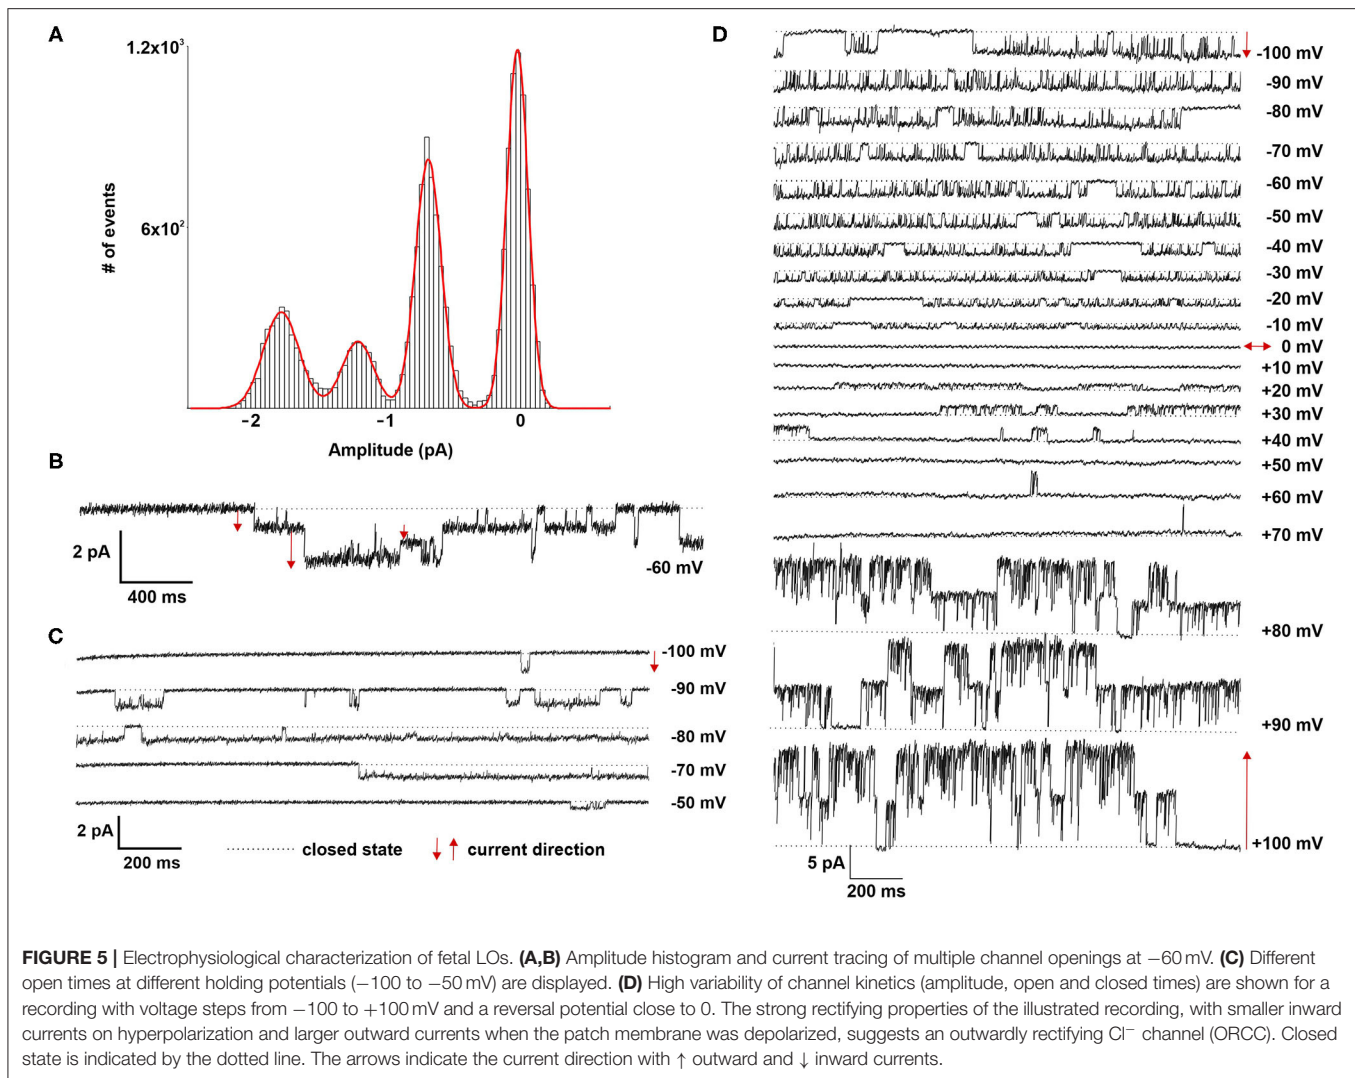 A
1.2x10³
6x10²
# of events
−2
−1
0
Amplitude (pA)
B
2 pA
400 ms
-60 mV
C
-100 mV
-90 mV
-80 mV
-70 mV
-50 mV
2 pA
200 ms
closed state
current direction
D
-100 mV
-90 mV
-80 mV
-70 mV
-60 mV
-50 mV
-40 mV
-30 mV
-20 mV
-10 mV
0 mV
+10 mV
+20 mV
+30 mV
+40 mV
+50 mV
+60 mV
+70 mV
+80 mV
+90 mV
+100 mV
5 pA
200 ms
FIGURE 5 | Electrophysiological characterization of fetal LOs. (A,B) Amplitude histogram and current tracing of multiple channel openings at −60 mV. (C) Different
open times at different holding potentials (−100 to −50 mV) are displayed. (D) High variability of channel kinetics (amplitude, open and closed times) are shown for a
recording with voltage steps from −100 to +100 mV and a reversal potential close to 0. The strong rectifying properties of the illustrated recording, with smaller inward
currents on hyperpolarization and larger outward currents when the patch membrane was depolarized, suggests an outwardly rectifying Cl⁻ channel (ORCC). Closed
state is indicated by the dotted line. The arrows indicate the current direction with ↑ outward and ↓ inward currents.